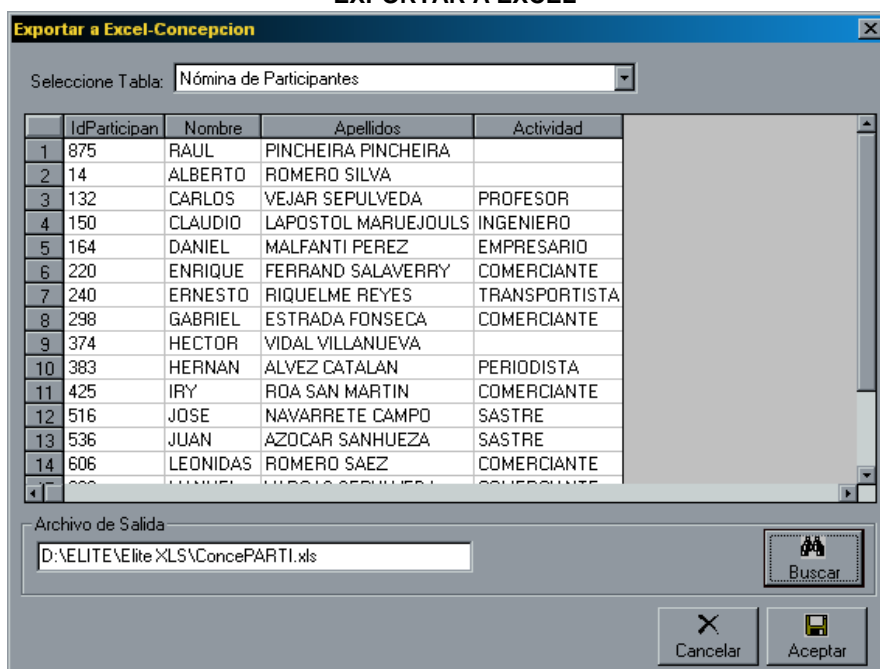 EXPORTAR A EXCEL
Exportar a Excel-Concepcion
Seleccione Tabla: Nómina de Participantes
IdParticipan Nombre Apellidos Actividad
1 875 RAUL PINCHEIRA PINCHEIRA
2 14 ALBERTO ROMERO SILVA
3 132 CARLOS VEJAR SEPULVEDA PROFESOR
4 150 CLAUDIO LAPOSTOL MARUEJOULS INGENIERO
5 164 DANIEL MALFANTI PEREZ EMPRESARIO
6 220 ENRIQUE FERRAND SALAVERRY COMERCIANTE
7 240 ERNESTO RIQUELME REYES TRANSPORTISTA
8 298 GABRIEL ESTRADA FONSECA COMERCIANTE
9 374 HECTOR VIDAL VILLANUEVA
10 383 HERNAN ALVEZ CATALAN PERIODISTA
11 425 IRY ROA SAN MARTIN COMERCIANTE
12 516 JOSE NAVARRETE CAMPO SASTRE
13 536 JUAN AZOCAR SANHUEZA SASTRE
14 606 LEONIDAS ROMERO SAEZ COMERCIANTE
Archivo de Salida
D:\ELITE\Elite XLS\ConcePARTI.xls
Buscar
Cancelar Aceptar